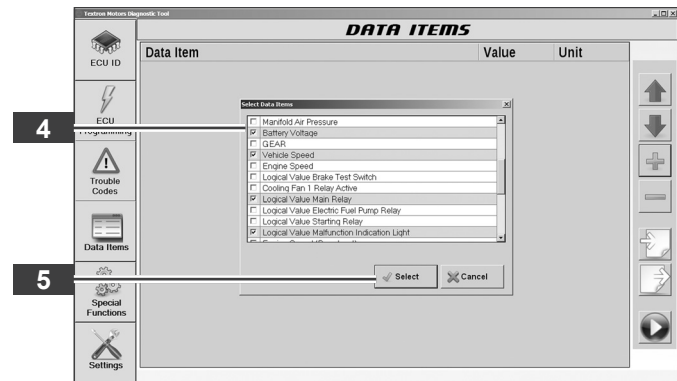 Textron Motors Diagnostic Tool
DATA ITEMS
ECU ID
Data Item Value Unit
ECU
Programming
Trouble
Codes
Data Items
Special
Functions
Settings
4
5
Select Data Items
Manifold Air Pressure
Battery Voltage
GEAR
Vehicle Speed
Engine Speed
Logical Value Brake Test Switch
Cooling Fan 1 Relay Active
Logical Value Main Relay
Logical Value Electric Fuel Pump Relay
Logical Value Starting Relay
Logical Value Malfunction Indication Light
Select Cancel